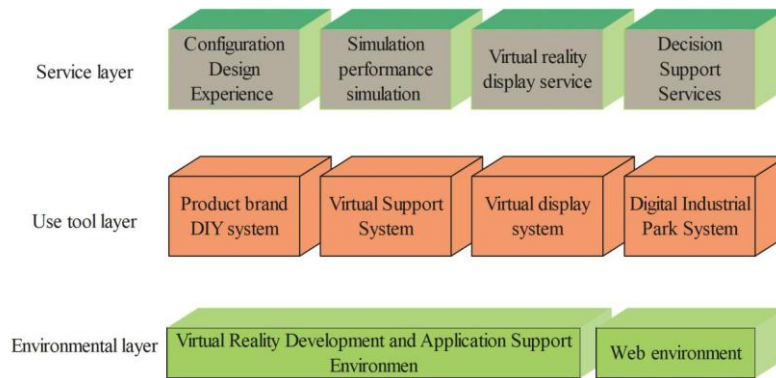 Service layer
Configuration
Design
Experience
Simulation
performance
simulation
Virtual reality
display service
Decision
Support
Services
Use tool layer
Product brand
DIY system
Virtual Support
System
Virtual display
system
Digital Industrial
Park System
Environmental layer
Virtual Reality Development and Application Support
Environmen
Web environment